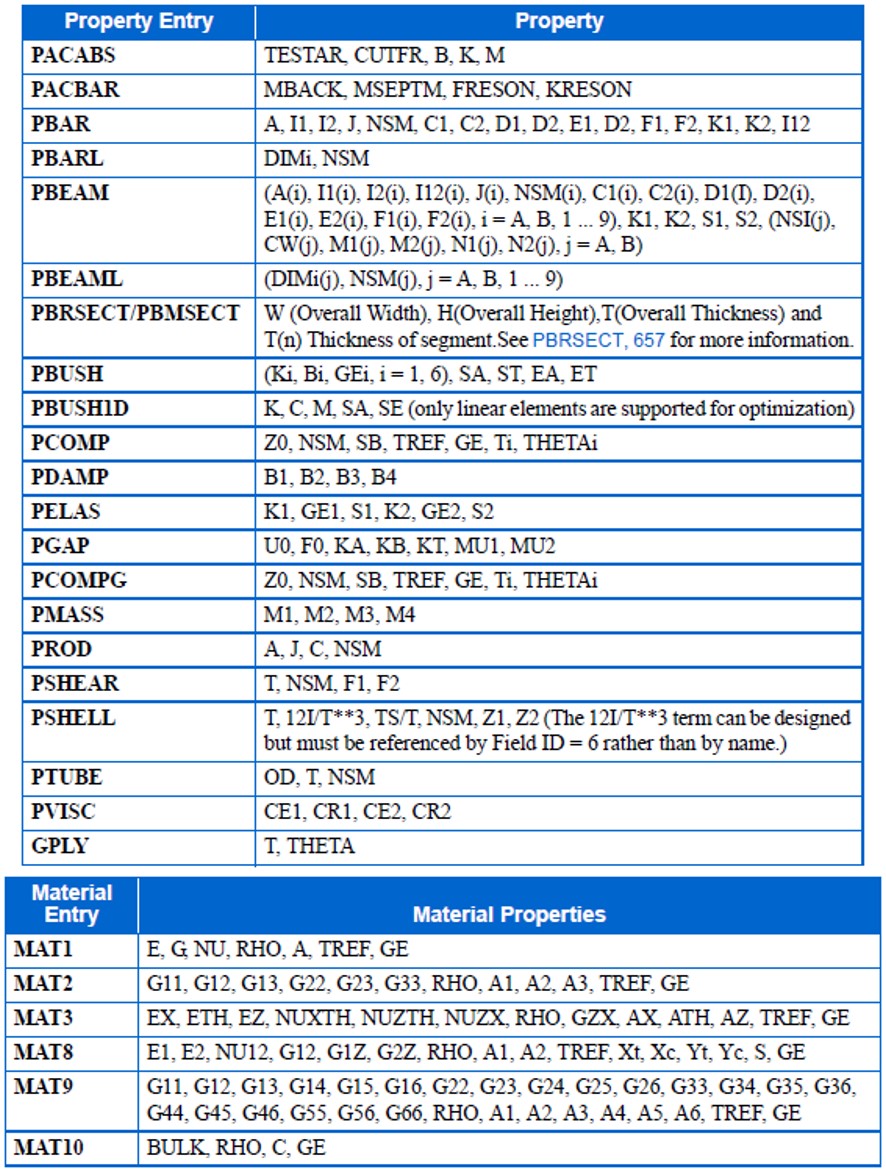 Property Entry Property
PACABS TESTAR, CUTFR, B, K, M
PACBAR MBACK, MSEPTM, FRESON, KRESON
PBAR A, I1, I2, J, NSM, C1, C2, D1, D2, E1, D2, F1, F2, K1, K2, I12
PBARL DIMi, NSM
PBEAM (A(i), I1(i), I2(i), I12(i), J(i), NSM(i), C1(i), C2(i), D1(I), D2(i),
E1(i), E2(i), F1(i), F2(i), i = A, B, 1 ... 9), K1, K2, S1, S2, (NSI(j),
CW(j), M1(j), M2(j), N1(j), N2(j), j = A, B)
PBEAML (DIMi(j), NSM(j), j = A, B, 1 ... 9)
PBRSECT/PBMSECT W (Overall Width), H(Overall Height),T(Overall Thickness) and
T(n) Thickness of segment.See PBRSECT, 657 for more information.
PBUSH (Ki, Bi, GEi, i = 1, 6), SA, ST, EA, ET
PBUSH1D K, C, M, SA, SE (only linear elements are supported for optimization)
PCOMP Z0, NSM, SB, TREF, GE, Ti, THETAi
PDAMP B1, B2, B3, B4
PELAS K1, GE1, S1, K2, GE2, S2
PGAP U0, F0, KA, KB, KT, MU1, MU2
PCOMPG Z0, NSM, SB, TREF, GE, Ti, THETAi
PMASS M1, M2, M3, M4
PROD A, J, C, NSM
PSHEAR T, NSM, F1, F2
PSHELL T, 12I/T**3, TS/T, NSM, Z1, Z2 (The 12I/T**3 term can be designed
but must be referenced by Field ID = 6 rather than by name.)
PTUBE OD, T, NSM
PVISC CE1, CR1, CE2, CR2
GPLY T, THETA
Material
Entry Material Properties
MAT1 E, G, NU, RHO, A, TREF, GE
MAT2 G11, G12, G13, G22, G23, G33, RHO, A1, A2, A3, TREF, GE
MAT3 EX, ETH, EZ, NUXTH, NUZTH, NUZX, RHO, GZX, AX, ATH, AZ, TREF, GE
MAT8 E1, E2, NU12, G12, G1Z, G2Z, RHO, A1, A2, TREF, Xt, Xc, Yt, Yc, S, GE
MAT9 G11, G12, G13, G14, G15, G16, G22, G23, G24, G25, G26, G33, G34, G35, G36,
G44, G45, G46, G55, G56, G66, RHO, A1, A2, A3, A4, A5, A6, TREF, GE
MAT10 BULK, RHO, C, GE